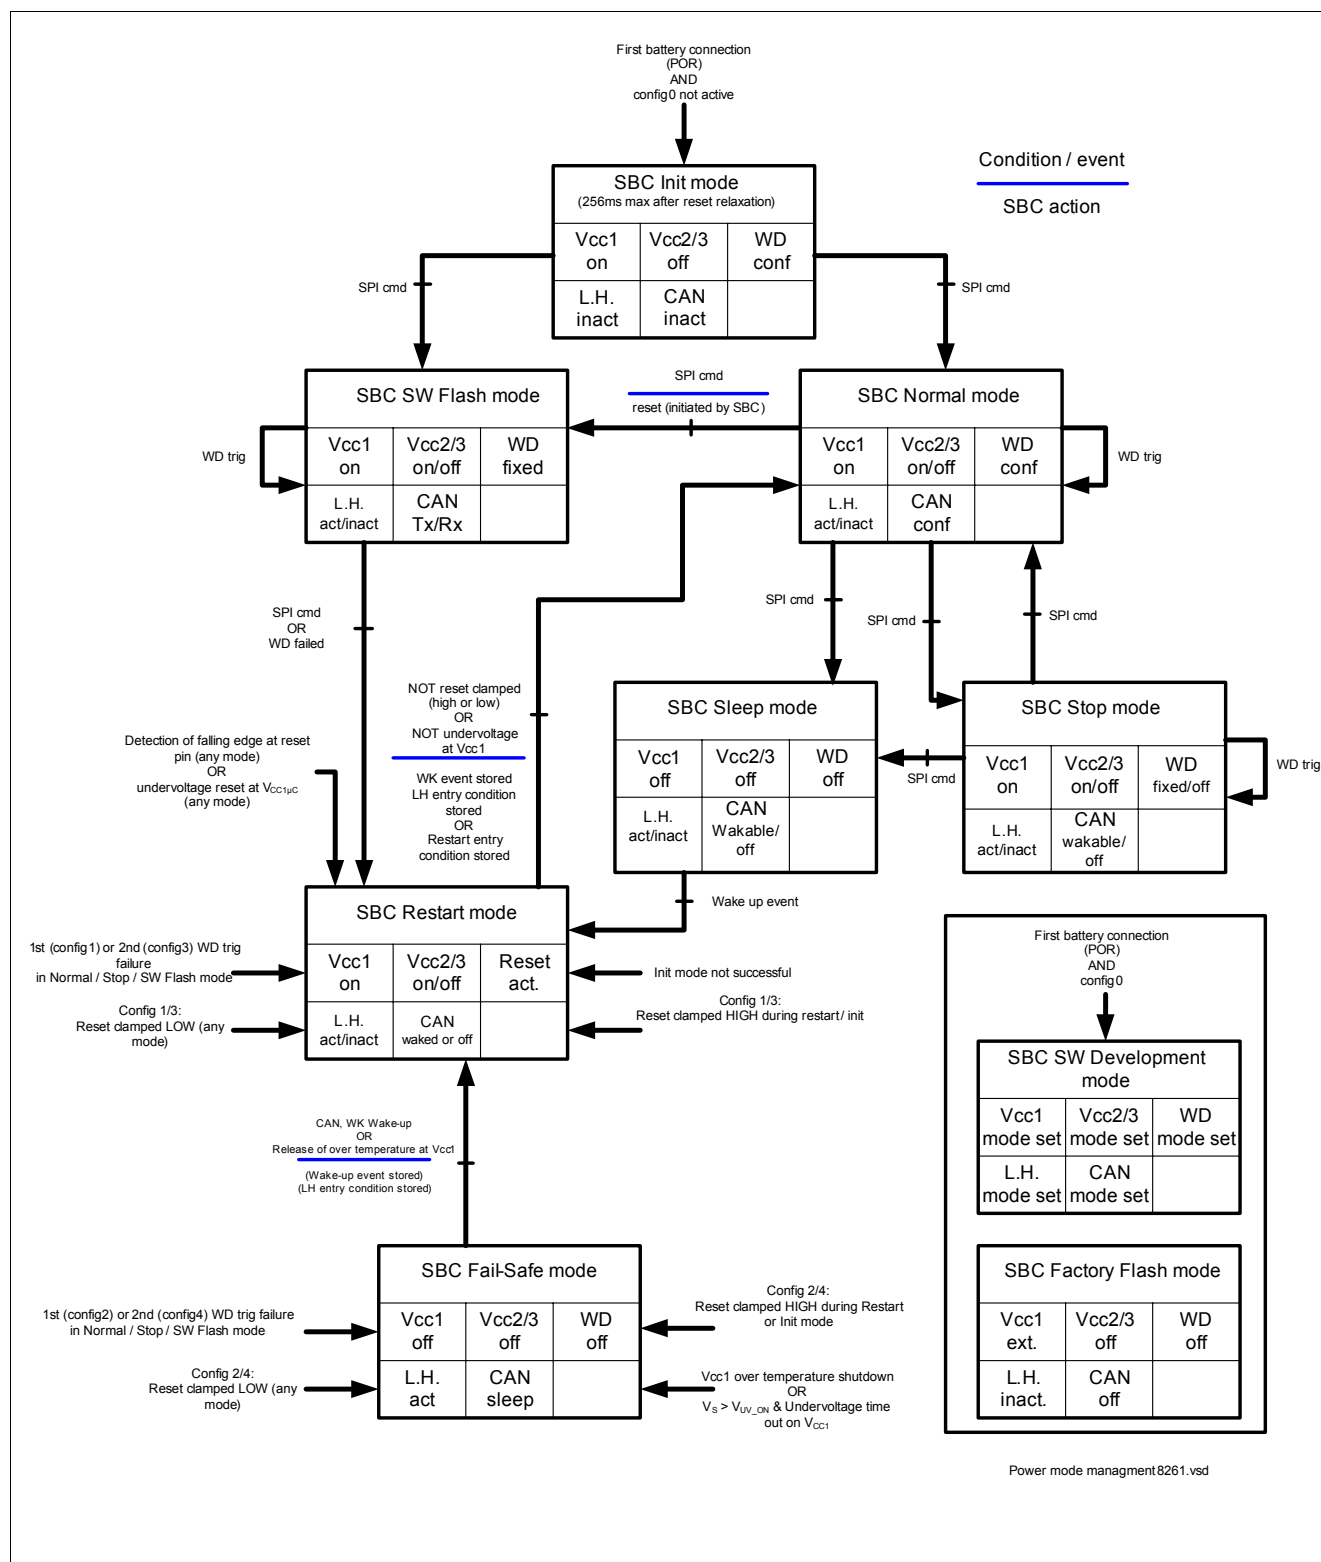 First battery connection
(POR)
AND
config0 not active
Condition / event
SBC action
SBC Init mode
(256ms max after reset relaxation)
Vcc1
on
Vcc2/3
off
WD
conf
L.H.
inact
CAN
inact
SPI cmd
SPI cmd
SBC SW Flash mode
Vcc1
on
Vcc2/3
on/off
WD
fixed
L.H.
act/inact
CAN
Tx/Rx
WD trig
SPI cmd
reset (initiated by SBC)
SBC Normal mode
Vcc1
on
Vcc2/3
on/off
WD
conf
L.H.
act/inact
CAN
conf
WD trig
SPI cmd
OR
WD failed
SPI cmd
SPI cmd
SPI cmd
NOT reset clamped
(high or low)
OR
NOT undervoltage
at Vcc1
WK event stored
LH entry condition
stored
OR
Restart entry
condition stored
Detection of falling edge at reset
pin (any mode)
OR
undervoltage reset at VCC1µC
(any mode)
SBC Sleep mode
Vcc1
off
Vcc2/3
off
WD
off
L.H.
act/inact
CAN
Wakable/
off
SPI cmd
SBC Stop mode
Vcc1
on
Vcc2/3
on/off
WD
fixed/off
L.H.
act/inact
CAN
wakable/
off
WD trig
Wake up event
SBC Restart mode
Vcc1
on
Vcc2/3
on/off
Reset
act.
L.H.
act/inact
CAN
waked or off
1st (config1) or 2nd (config3) WD trig
failure
in Normal / Stop / SW Flash mode
Config 1/3:
Reset clamped LOW (any
mode)
Init mode not successful
Config 1/3:
Reset clamped HIGH during restart / init
First battery connection
(POR)
AND
config0
SBC SW Development
mode
Vcc1
mode set
Vcc2/3
mode set
WD
mode set
L.H.
mode set
CAN
mode set
CAN, WK Wake-up
OR
Release of over temperature at Vcc1
(Wake-up event stored)
(LH entry condition stored)
SBC Fail-Safe mode
Vcc1
off
Vcc2/3
off
WD
off
L.H.
act
CAN
sleep
1st (config2) or 2nd (config4) WD trig failure
in Normal / Stop / SW Flash mode
Config 2/4:
Reset clamped LOW (any
mode)
Config 2/4:
Reset clamped HIGH during Restart
or Init mode
Vcc1 over temperature shutdown
OR
VS > VUV_ON & Undervoltage time
out on VCC1
SBC Factory Flash mode
Vcc1
ext.
Vcc2/3
off
WD
off
L.H.
inact.
CAN
off
Power mode managment 8261.vsd